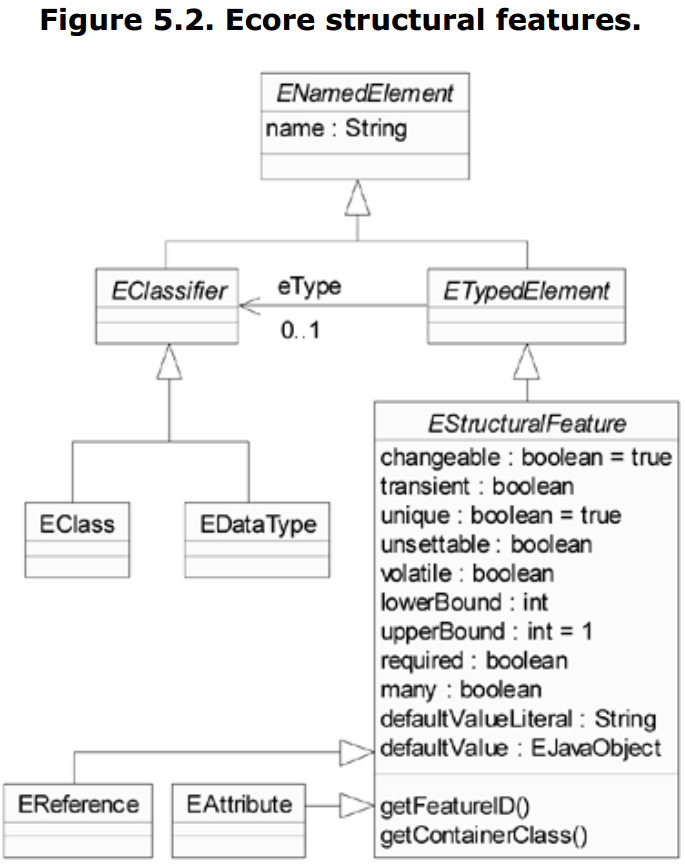 Figure 5.2. Ecore structural features.
ENamedElement
name : String
EClassifier
eType
0..1
ETypedElement
EStructuralFeature
changeable : boolean = true
transient : boolean
unique : boolean = true
unsettable : boolean
volatile : boolean
lowerBound : int
upperBound : int = 1
required : boolean
many : boolean
defaultValueLiteral : String
defaultValue : EJavaObject
getFeatureID()
getContainerClass()
EClass
EDataType
EReference
EAttribute